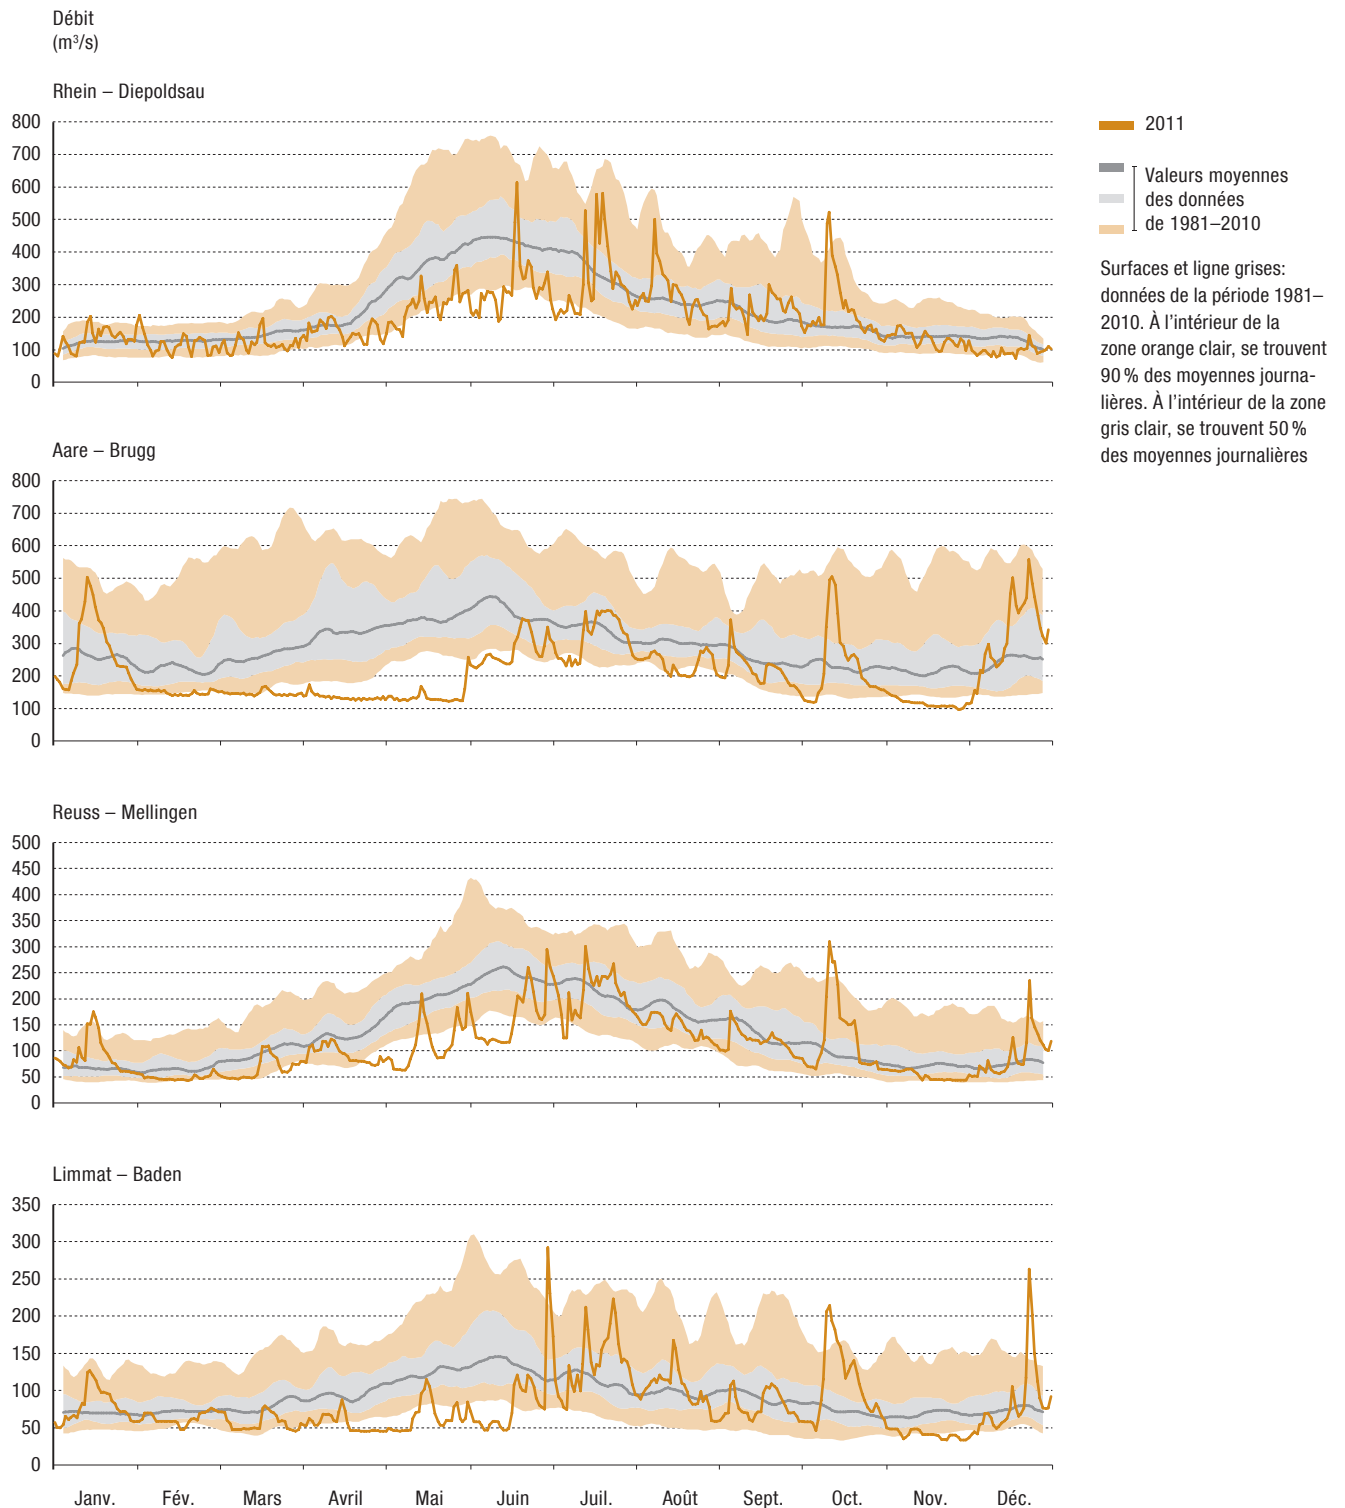 Débit
(m³/s)
Rhein – Diepoldsau
800
700
600
500
400
300
200
100
0
2011
Valeurs moyennes
des données
de 1981–2010
Surfaces et ligne grises:
données de la période 1981–
2010. À l'intérieur de la
zone orange clair, se trouvent
90 % des moyennes journa-
lières. À l'intérieur de la zone
gris clair, se trouvent 50 %
des moyennes journalières
Aare – Brugg
800
700
600
500
400
300
200
100
0
Reuss – Mellingen
500
450
400
350
300
250
200
150
100
50
0
Limmat – Baden
350
300
250
200
150
100
50
0
Janv. Fév. Mars Avril Mai Juin Juil. Août Sept. Oct. Nov. Déc.